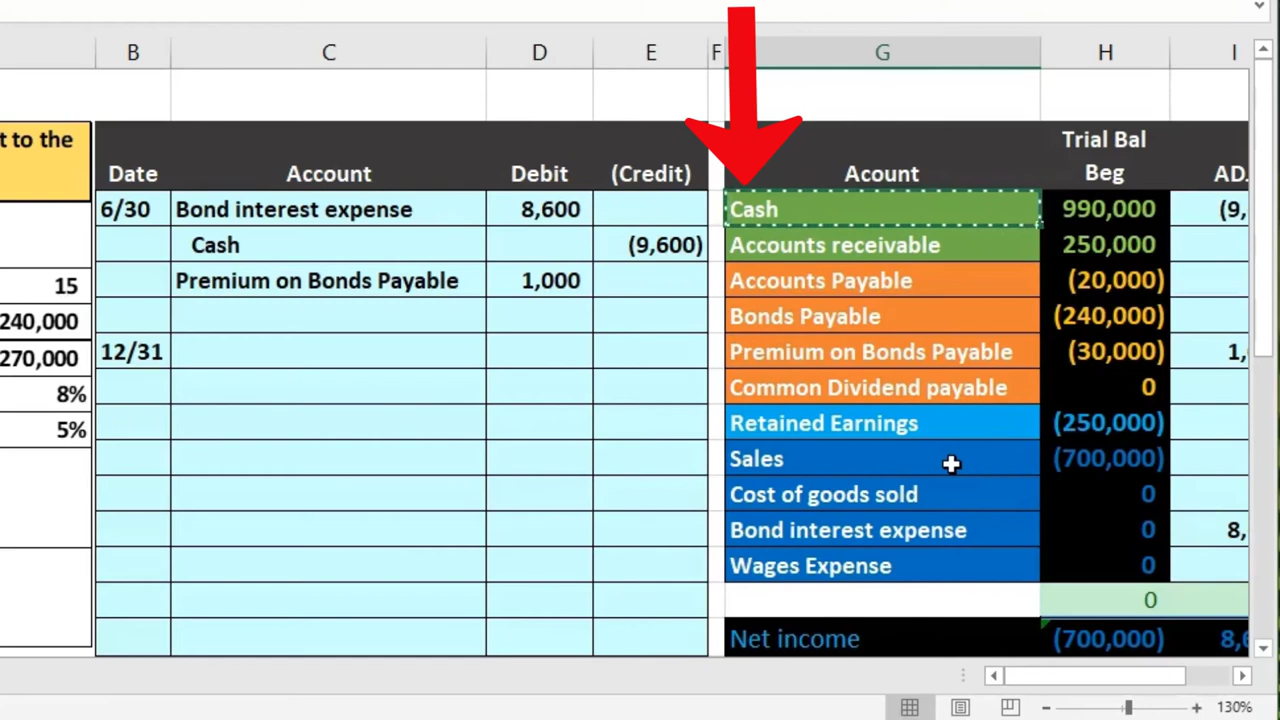 B C D E F G H I
t to the
Date Account Debit (Credit)
6/30 Bond interest expense 8,600
Cash (9,600)
15 Premium on Bonds Payable 1,000
240,000
270,000 12/31
8%
5%
Trial Bal
Acount Beg AD
Cash 990,000 (9,
Accounts receivable 250,000
Accounts Payable (20,000)
Bonds Payable (240,000)
Premium on Bonds Payable (30,000) 1,
Common Dividend payable 0
Retained Earnings (250,000)
Sales (700,000)
Cost of goods sold 0
Bond interest expense 0 8,
Wages Expense 0
0
Net income (700,000) 8,6
130%